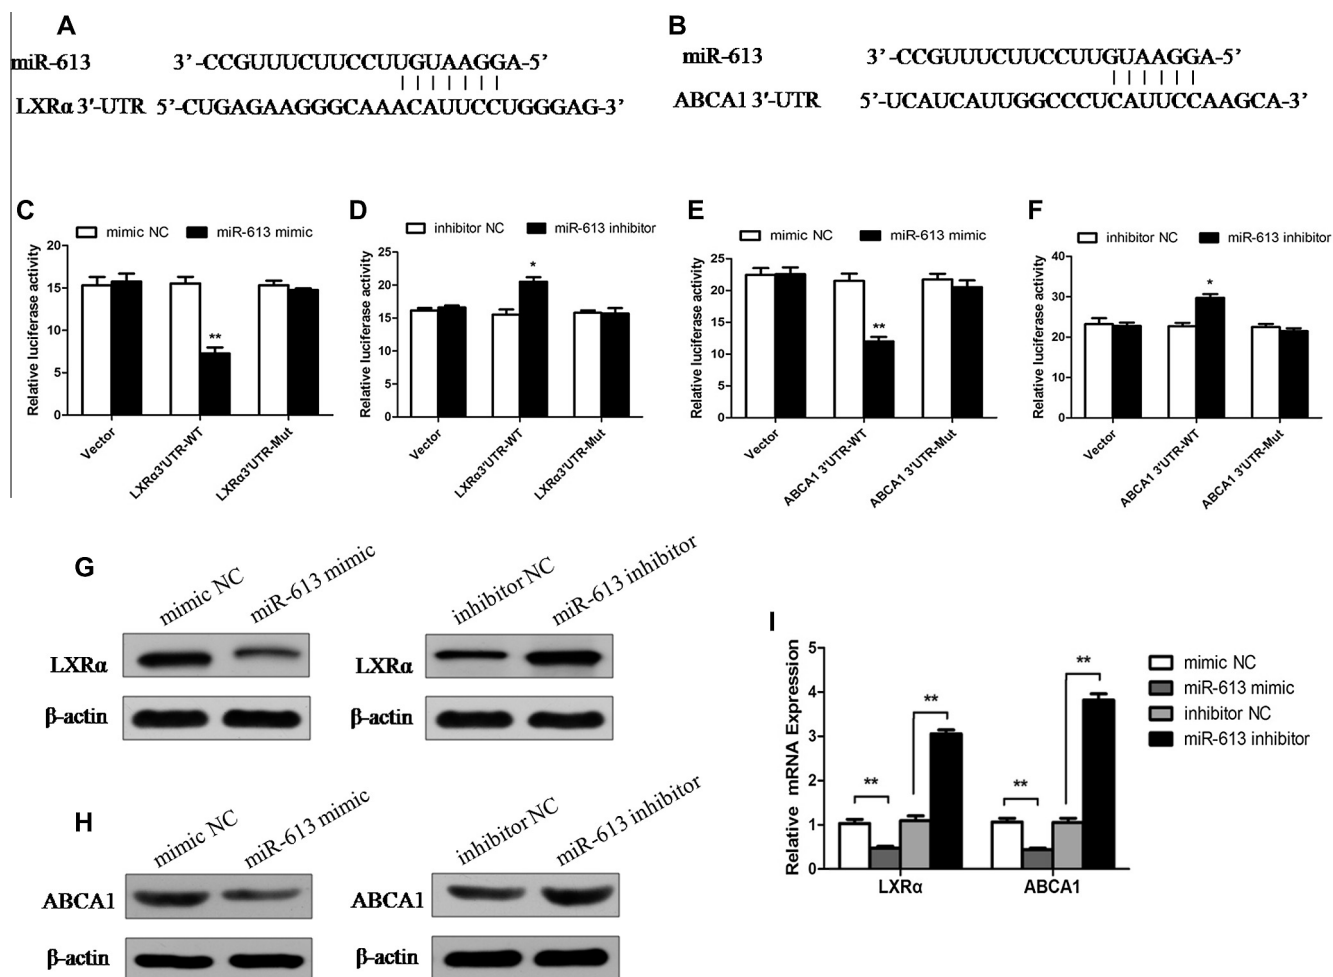 A
miR-613
3’-CCGUUUCUUCCUUGUAAGGA-5’
LXRα 3′-UTR
5’-CUGAGAAGGGCAAACAUUCCUGGGAG-3’
B
miR-613
3’-CCGUUUCUUCCUUGUAAGGA-5’
ABCA1 3′-UTR
5’-UCAUCAUUGGCCCUCAUUCCAAGCA-3’
C
mimic NC
miR-613 mimic
Relative luciferase activity
20
15
10
5
0
**
Vector
LXRα3'UTR-WT
LXRα3'UTR-Mut
D
inhibitor NC
miR-613 inhibitor
Relative luciferase activity
25
20
15
10
5
0
*
Vector
LXRα3'UTR-WT
LXRα3'UTR-Mut
E
mimic NC
miR-613 mimic
Relative luciferase activity
25
20
15
10
5
0
**
Vector
ABCA1 3'UTR-WT
ABCA1 3'UTR-Mut
F
inhibitor NC
miR-613 inhibitor
Relative luciferase activity
40
30
20
10
0
*
Vector
ABCA1 3'UTR-WT
ABCA1 3'UTR-Mut
G
mimic NC
miR-613 mimic
LXRα
β-actin
inhibitor NC
miR-613 inhibitor
LXRα
β-actin
H
mimic NC
miR-613 mimic
ABCA1
β-actin
inhibitor NC
miR-613 inhibitor
ABCA1
β-actin
I
Relative mRNA Expression
5
4
3
2
1
0
**
**
**
**
LXRα
ABCA1
mimic NC
miR-613 mimic
inhibitor NC
miR-613 inhibitor